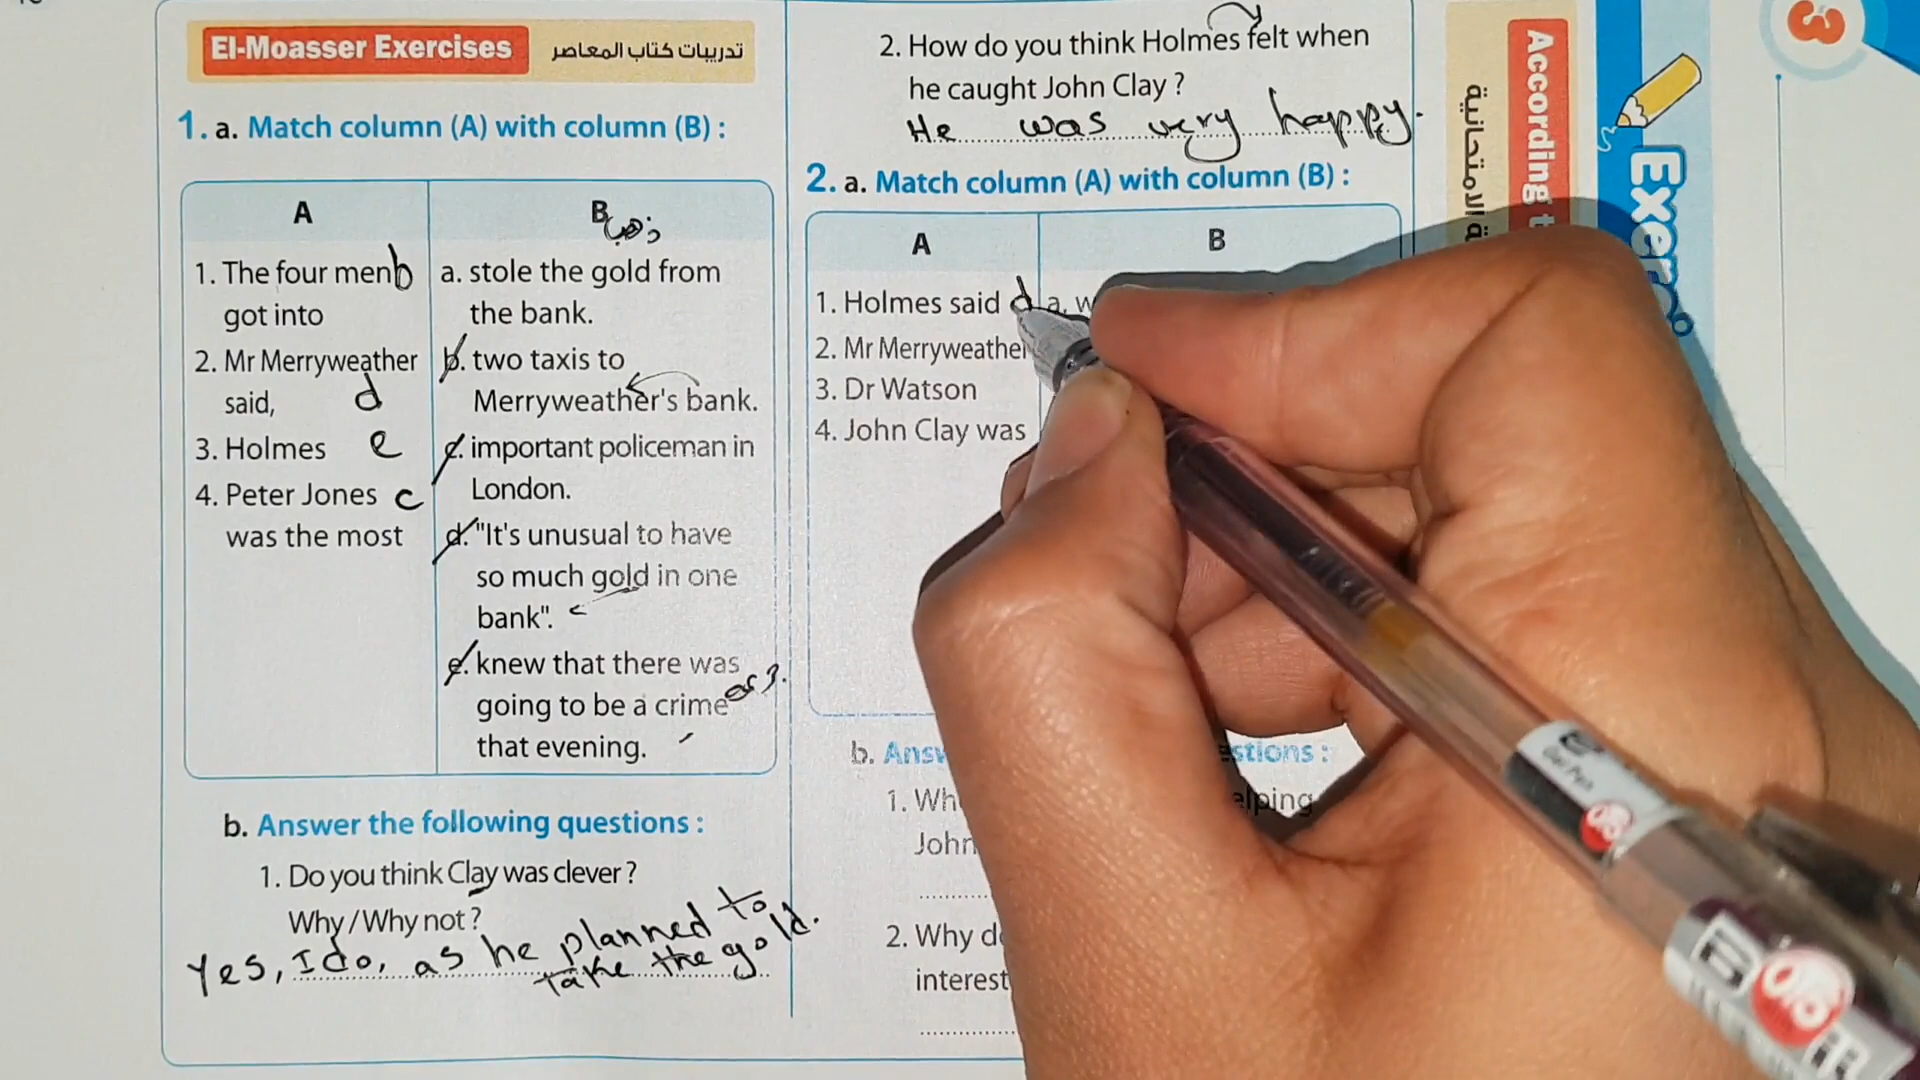 El-Moasser Exercises تدريبات كتاب المعاصر
1. a. Match column (A) with column (B) :
A
B
1. The four men b
got into
2. Mr Merryweather
said, d
3. Holmes e
4. Peter Jones c
was the most
a. stole the gold from
the bank.
b. two taxis to
Merryweather's bank.
c. important policeman in
London.
d. "It's unusual to have
so much gold in one
bank".
e. knew that there was
going to be a crime
that evening.
b. Answer the following questions :
1. Do you think Clay was clever ?
Why / Why not ?
Yes, I do, as he planned to
take the gold.
2. How do you think Holmes felt when
he caught John Clay ?
He was very happy.
2. a. Match column (A) with column (B) :
A
B
1. Holmes said d
2. Mr Merryweather
3. Dr Watson
4. John Clay was
a.
b.
1.
John
2. Why
According
3